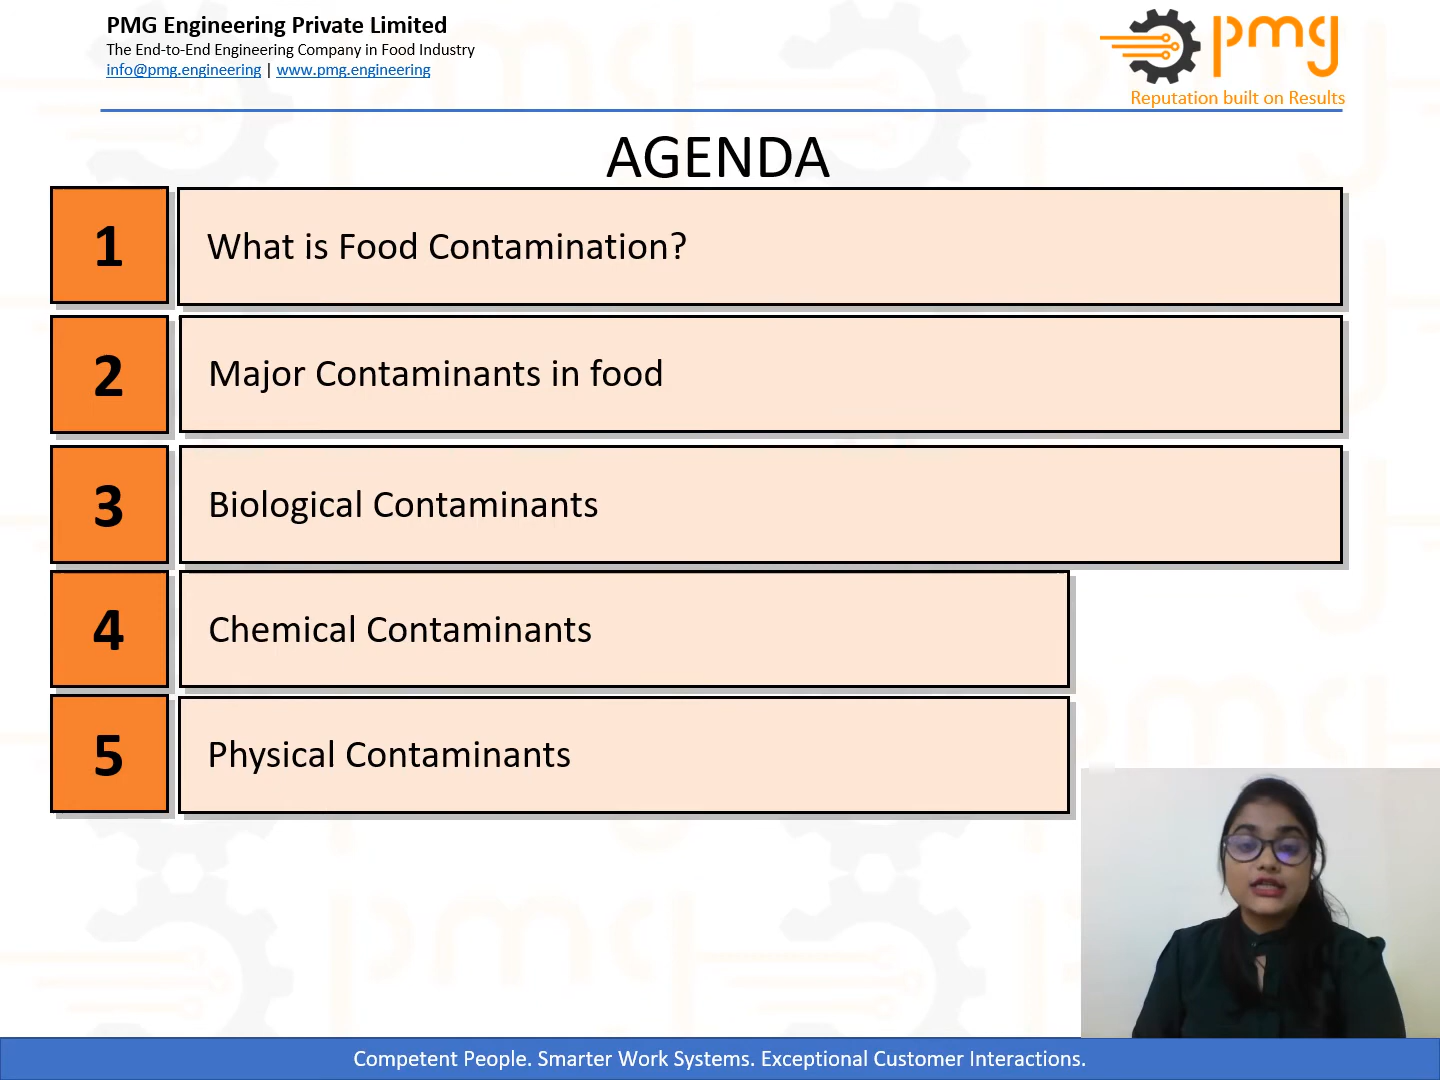 PMG Engineering Private Limited
The End-to-End Engineering Company in Food Industry
info@pmg.engineering | www.pmg.engineering
pmg
Reputation built on Results
AGENDA
1
What is Food Contamination?
2
Major Contaminants in food
3
Biological Contaminants
4
Chemical Contaminants
5
Physical Contaminants
Competent People. Smarter Work Systems. Exceptional Customer Interactions.